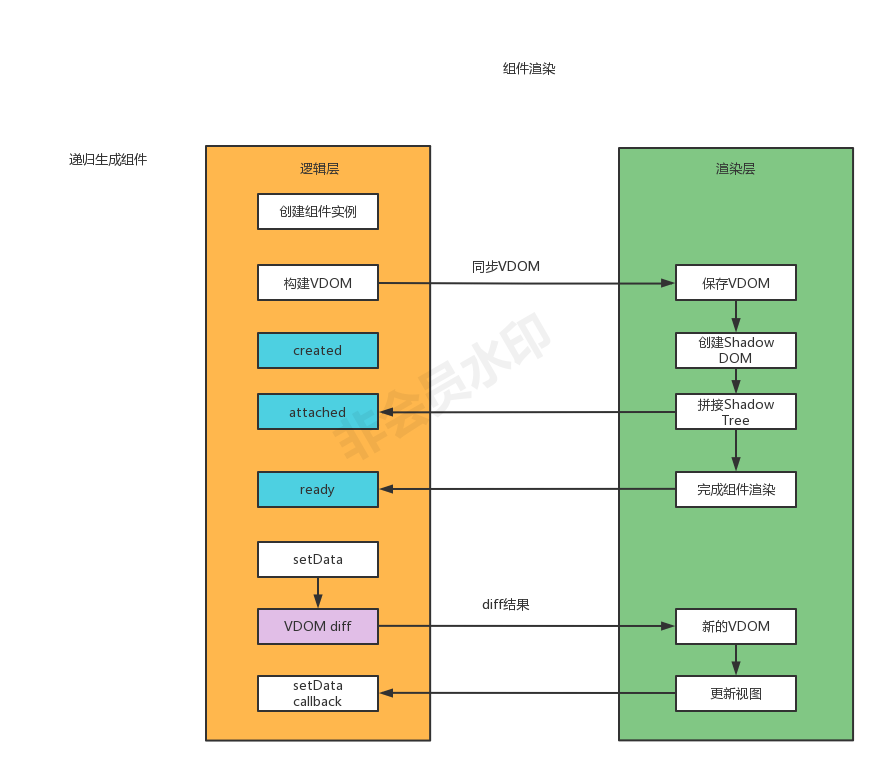 组件渲染
递归生成组件
逻辑层
渲染层
创建组件实例
同步VDOM
构建VDOM
保存VDOM
created
创建Shadow
DOM
attached
拼接Shadow
Tree
ready
完成组件渲染
setData
diff结果
VDOM diff
新的VDOM
setData
callback
更新视图
非会员水印